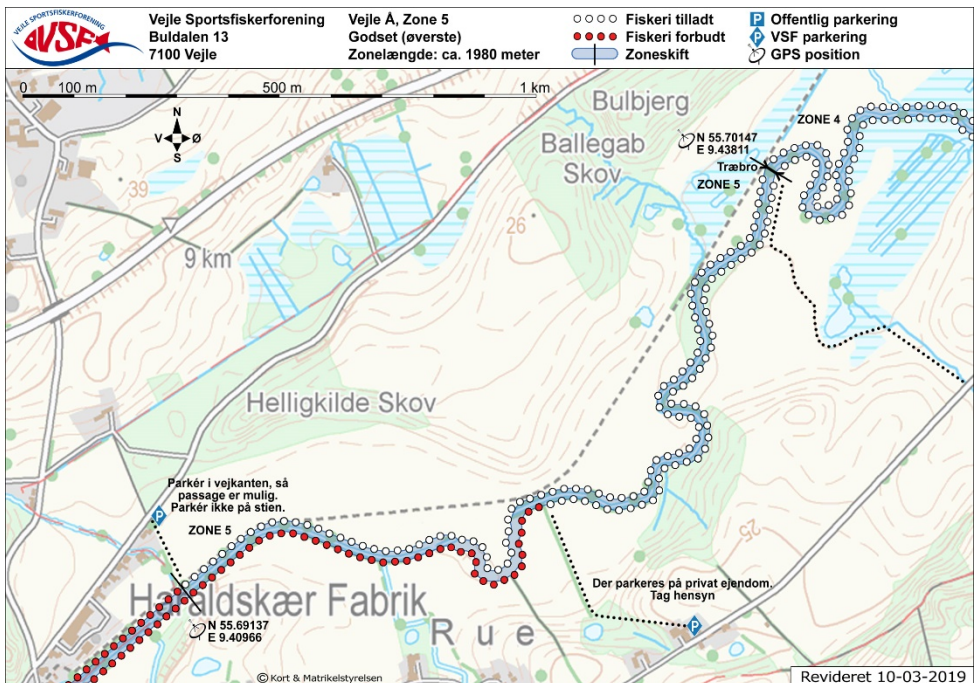 VEJLE SPORTSFISKERFORENING
VSF
Vejle Sportsfiskerforening
Buldalen 13
7100 Vejle
Vejle Å, Zone 5
Godset (øverste)
Zonelængde: ca. 1980 meter
Fiskeri tilladt
Fiskeri forbudt
Zoneskift
P Offentlig parkering
P VSF parkering
GPS position
0 100 m 500 m 1 km
N
V Ø
S
Bulbjerg
Ballegab
Skov
ZONE 4
N 55.70147
E 9.43811
Træbro
ZONE 5
39
26
9 km
Helligkilde Skov
Parkér i vejkanten, så
passage er mulig.
Parkér ikke på stien.
P
ZONE 5
25
Haraldskær Fabrik
Rue
N 55.69137
E 9.40966
Der parkeres på privat ejendom.
Tag hensyn
P
© Kort & Matrikelstyrelsen
Revideret 10-03-2019